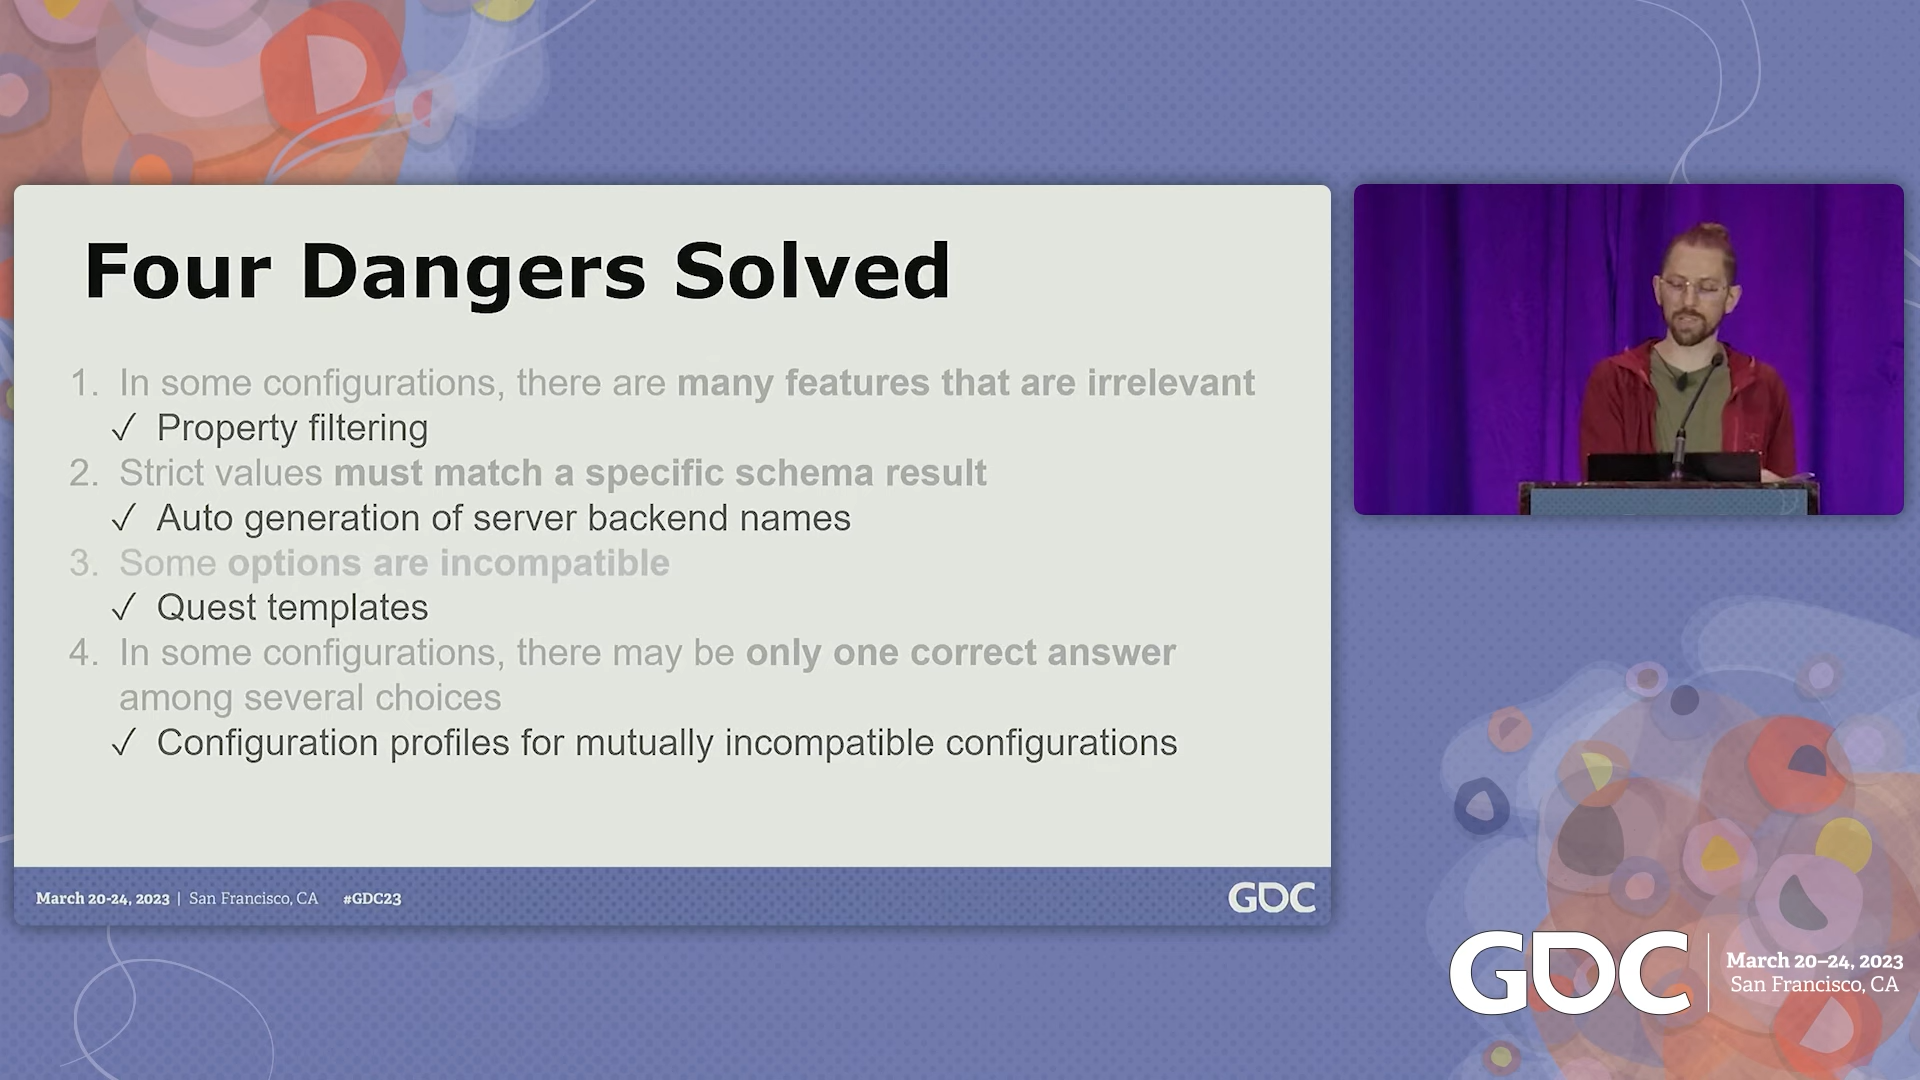 Four Dangers Solved
1. In some configurations, there are many features that are irrelevant
✓ Property filtering
2. Strict values must match a specific schema result
✓ Auto generation of server backend names
3. Some options are incompatible
✓ Quest templates
4. In some configurations, there may be only one correct answer
among several choices
✓ Configuration profiles for mutually incompatible configurations
March 20-24, 2023 | San Francisco, CA #GDC23
GDC
GDC
March 20–24, 2023
San Francisco, CA